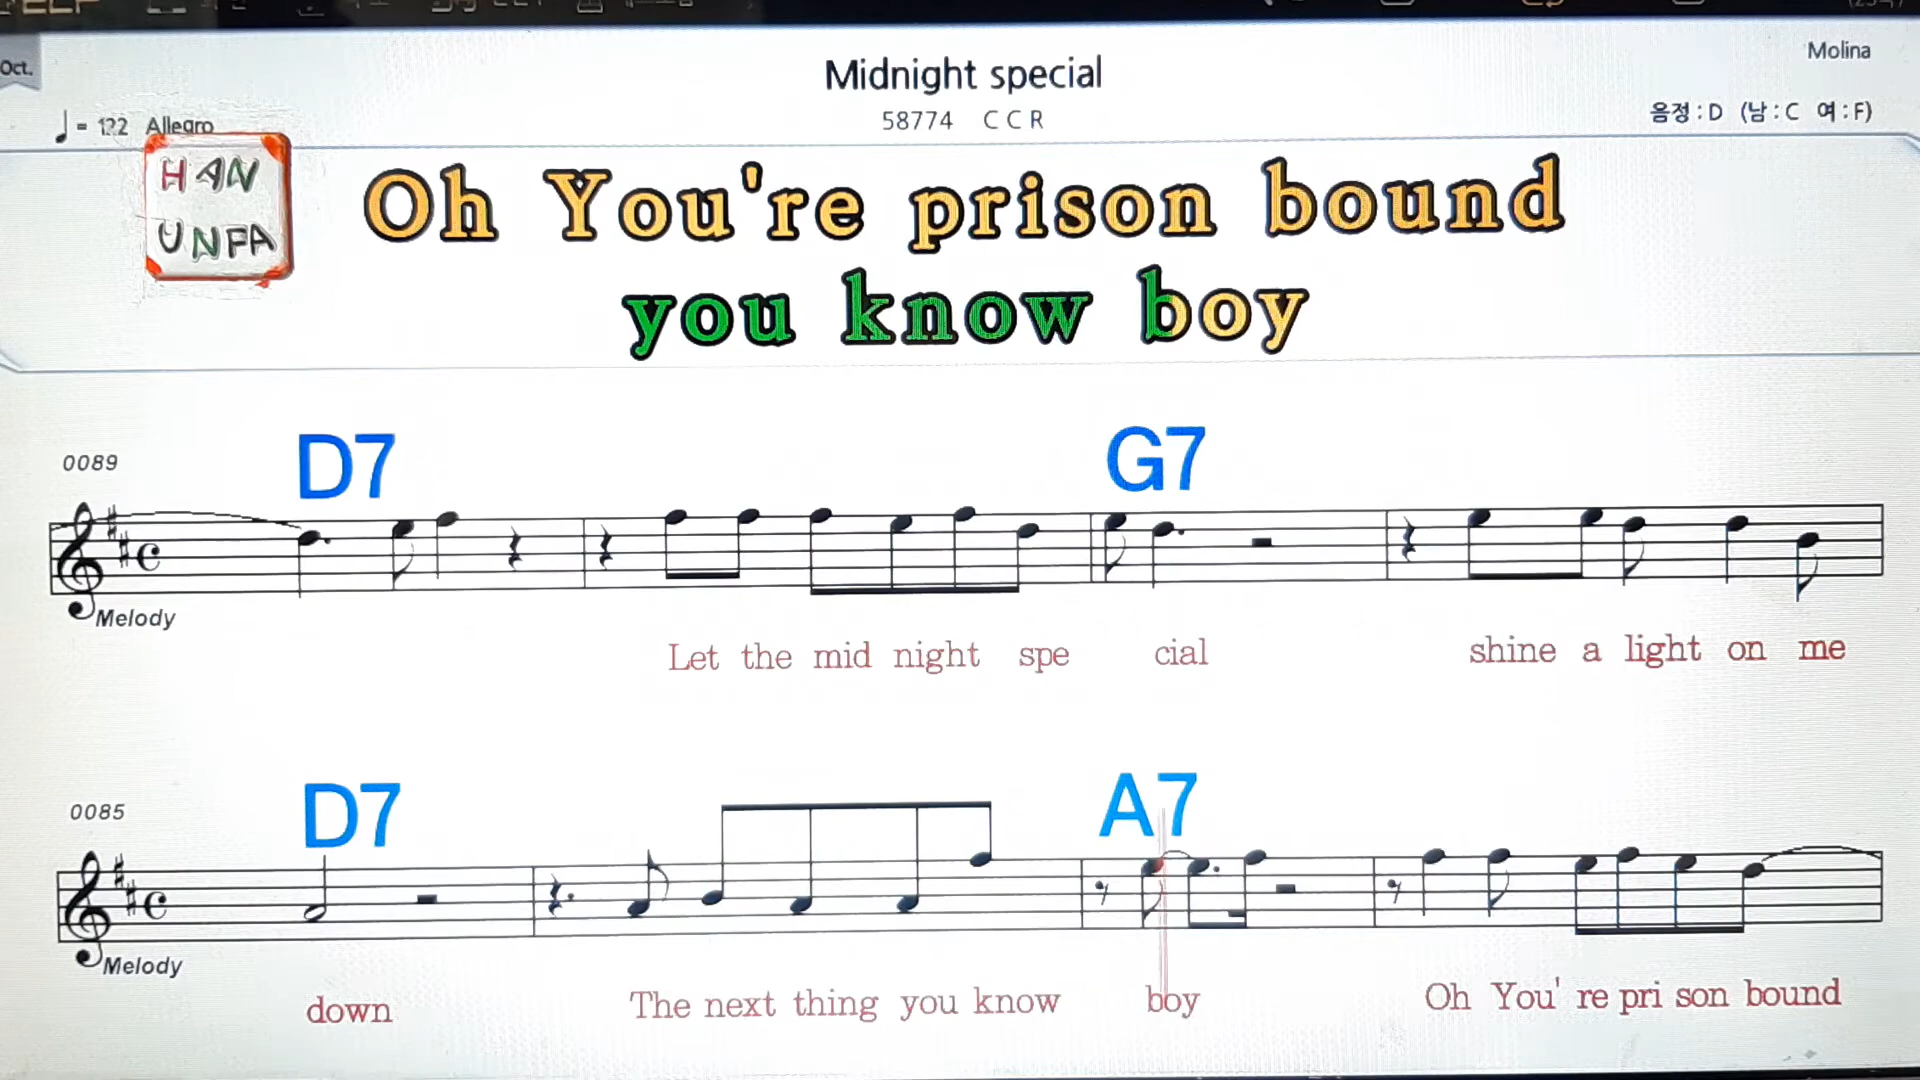 Oct.
Midnight special
Molina
58774 C C R
음정 : D (남 : C 여 : F)
= 122 Allegro
HAN
UNFA
Oh You're prison bound
you know boy
D7 G7
0089
Melody
Let the mid night spe cial shine a light on me
D7 A7
0085
Melody
down The next thing you know boy Oh You' re pri son bound